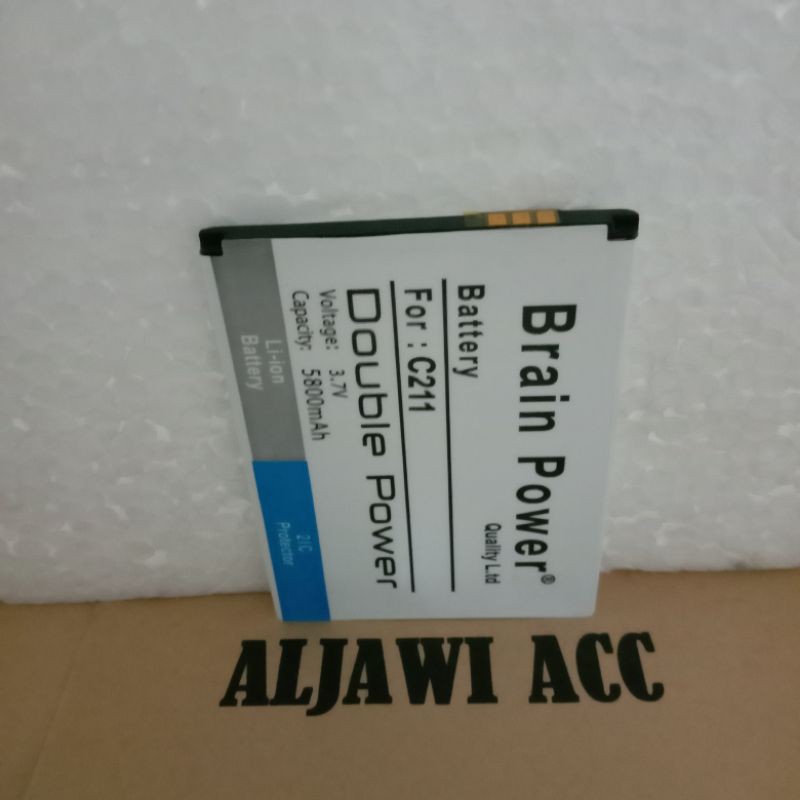 Brain Power®
Quality L.td
Battery
For : C211
Double Power
Voltage: 3.7V
Capacity: 5800mAh
Li-ion
Battery
2IC
Protector
ALJAWI ACC